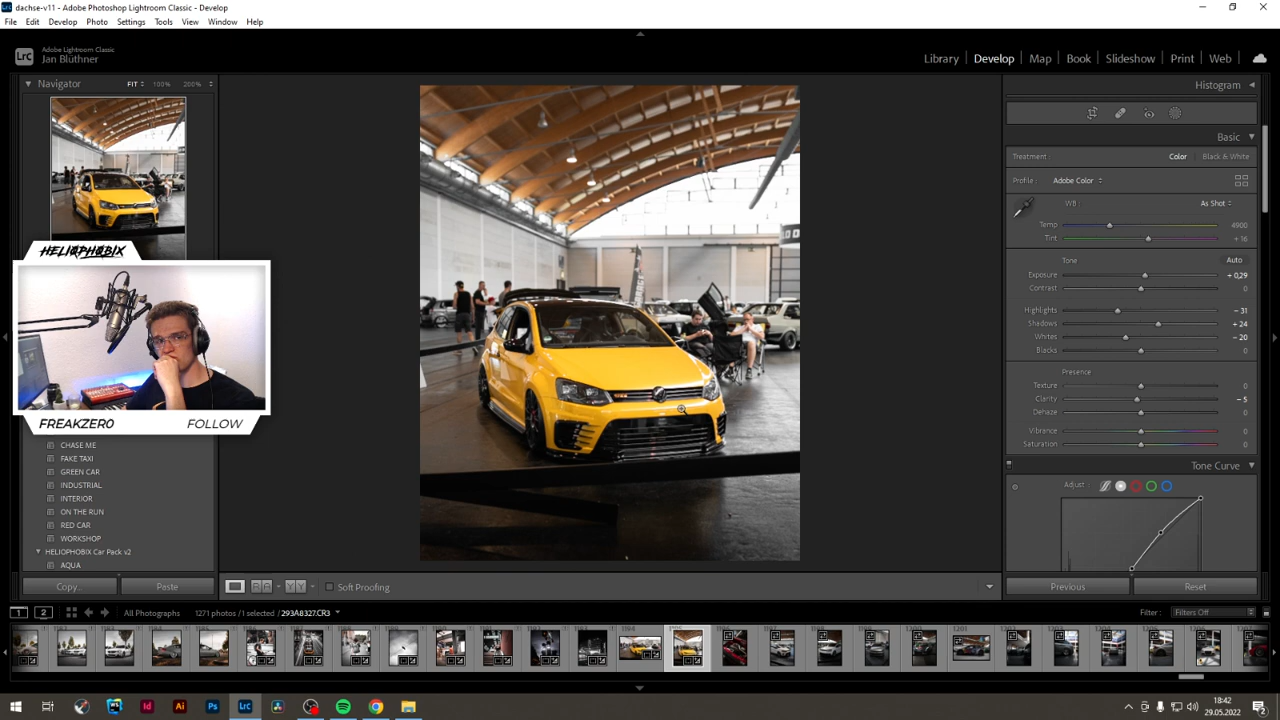 dachse-v11 - Adobe Photoshop Lightroom Classic - Develop
File Edit Develop Photo Settings Tools View Window Help
Lrc
Adobe Lightroom Classic
Jan Blüthner
Library | Develop | Map | Book | Slideshow | Print | Web
Navigator FIT 100% 200%
Histogram
Basic
Treatment: Color Black & White
Profile: Adobe Color
WB: As Shot
Temp 4900
Tint + 16
Tone Auto
Exposure + 0,29
Contrast 0
Highlights - 31
Shadows + 24
Whites - 20
Blacks 0
Presence
Texture 0
Clarity - 5
Dehaze 0
Vibrance 0
Saturation 0
Tone Curve
Adjust :
HELIOPHOBIX
FREAKZER0 FOLLOW
CHASE ME
FAKE TAXI
GREEN CAR
INDUSTRIAL
INTERIOR
ON THE RUN
RED CAR
WORKSHOP
HELIOPHOBIX Car Pack v2
AQUA
Copy... Paste
Soft Proofing
Previous Reset
1 2 All Photographs 1271 photos / 1 selected / 293A8327.CR3
Filter : Filters Off
Id Ai Ps Lrc
18:42
29.05.2022